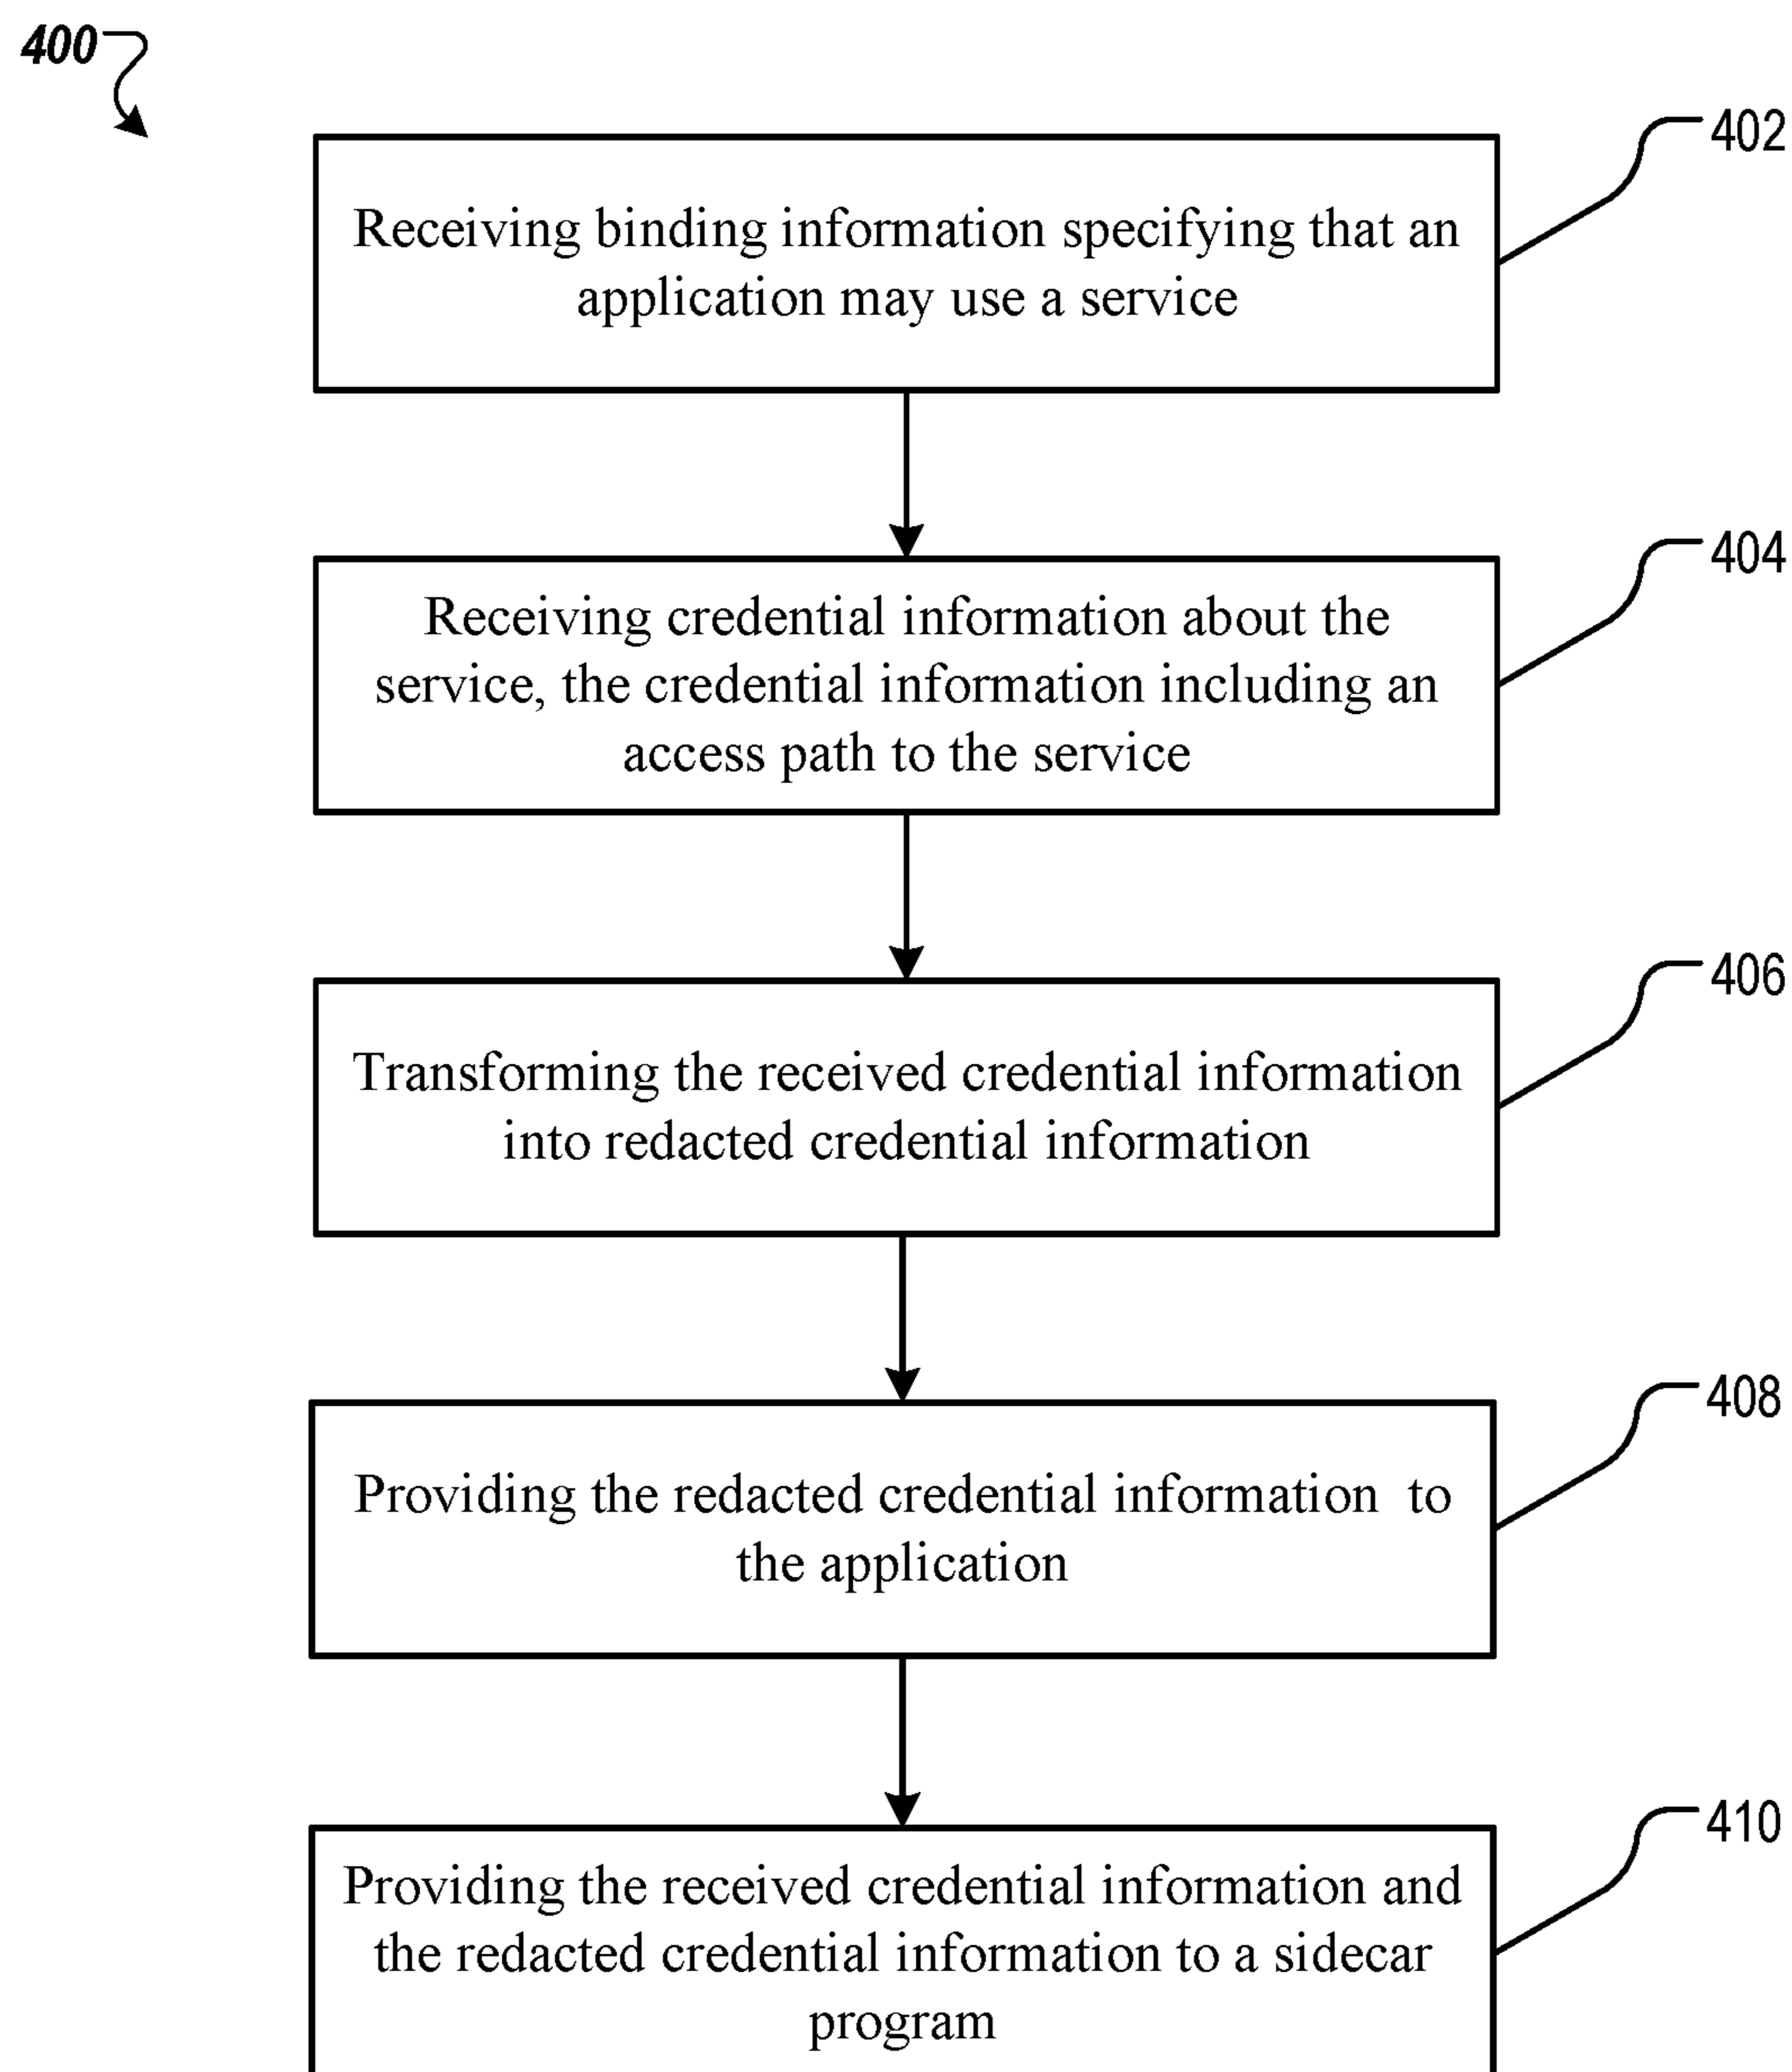 400
402
Receiving binding information specifying that an
application may use a service
404
Receiving credential information about the
service, the credential information including an
access path to the service
406
Transforming the received credential information
into redacted credential information
408
Providing the redacted credential information to
the application
410
Providing the received credential information and
the redacted credential information to a sidecar
program